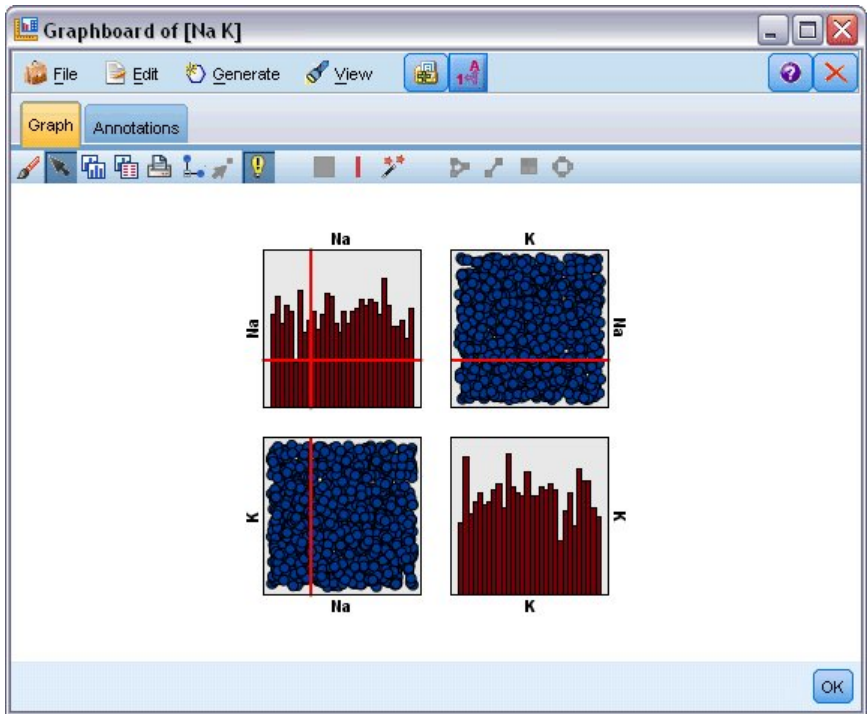 Graphboard of [Na K]
File Edit Generate View
Graph Annotations
Na K
Na Na
K K
Na K
OK